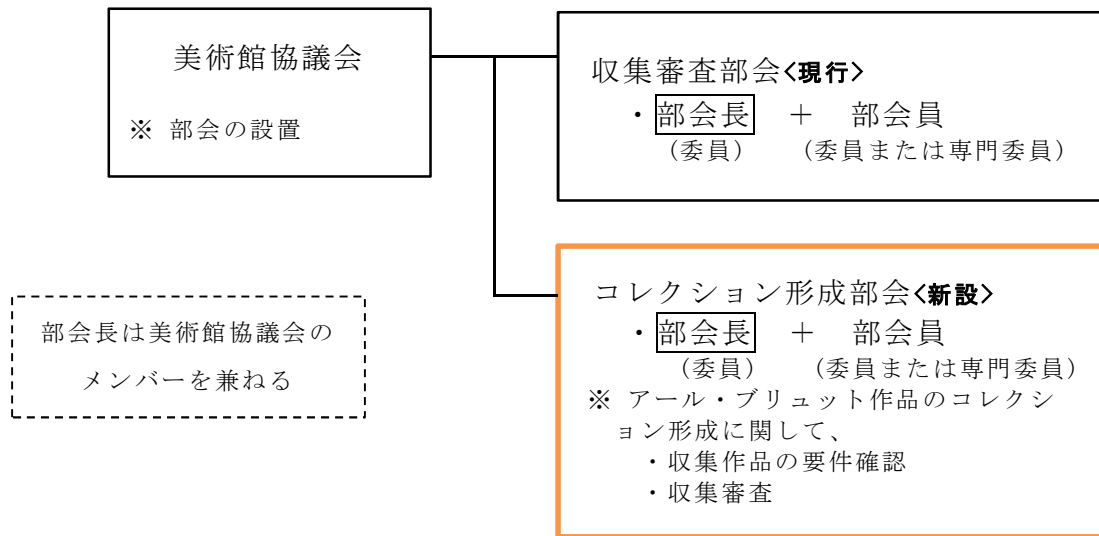 美術館協議会
※ 部会の設置
収集審査部会<現行>
・部会長 + 部会員
(委員) (委員または専門委員)
コレクション形成部会<新設>
・部会長 + 部会員
(委員) (委員または専門委員)
※ アール・ブリュット作品のコレクシ
ョン形成に関して、
・収集作品の要件確認
・収集審査
部会長は美術館協議会の
メンバーを兼ねる